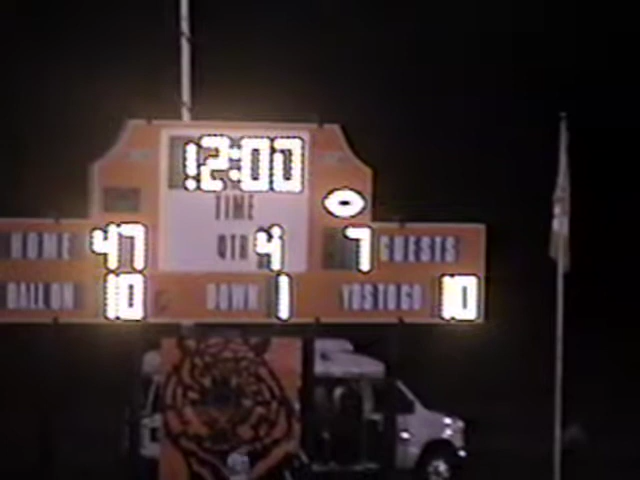 12:00
TIME
HOME 47 QTR 4 7 GUESTS
BALL ON 10 DOWN 1 YDS TO GO 10